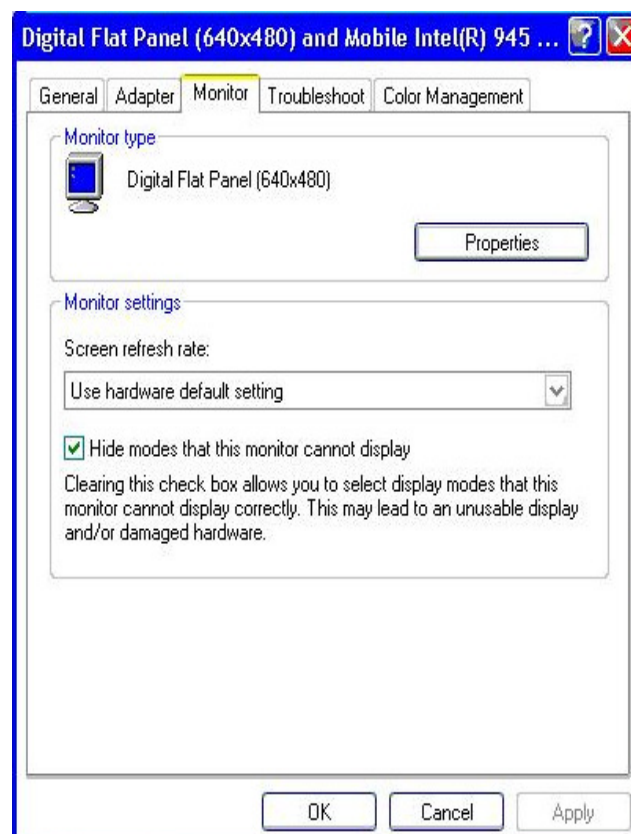 Digital Flat Panel (640x480) and Mobile Intel(R) 945 ...
General Adapter Monitor Troubleshoot Color Management
Monitor type
Digital Flat Panel (640x480)
Properties
Monitor settings
Screen refresh rate:
Use hardware default setting
Hide modes that this monitor cannot display
Clearing this check box allows you to select display modes that this
monitor cannot display correctly. This may lead to an unusable display
and/or damaged hardware.
OK Cancel Apply